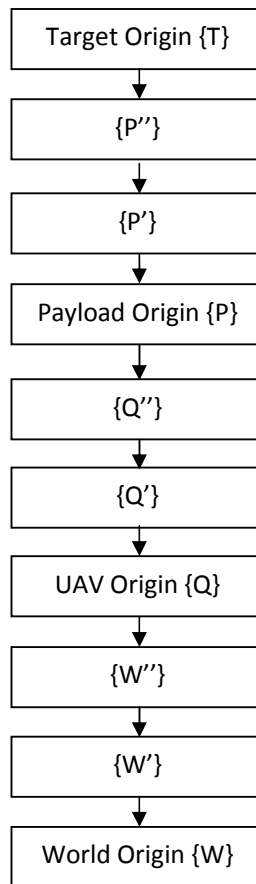 Target Origin {T}
{P’’}
{P’}
Payload Origin {P}
{Q’’}
{Q’}
UAV Origin {Q}
{W’’}
{W’}
World Origin {W}